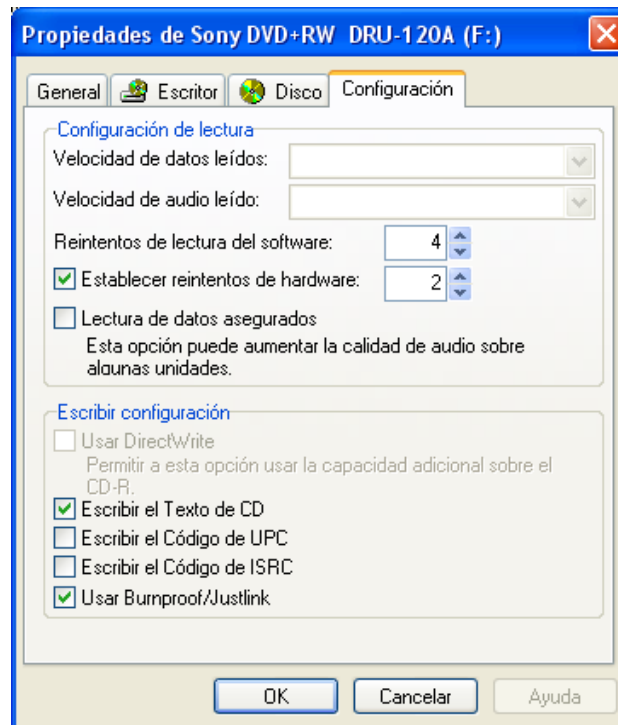 Propiedades de Sony DVD+RW DRU-120A (F:)
General Escritor Disco Configuración
Configuración de lectura
Velocidad de datos leídos:
Velocidad de audio leído:
Reintentos de lectura del software: 4
Establecer reintentos de hardware: 2
Lectura de datos asegurados
Esta opción puede aumentar la calidad de audio sobre
algunas unidades.
Escribir configuración
Usar DirectWrite
Permitir a esta opción usar la capacidad adicional sobre el
CD-R.
Escribir el Texto de CD
Escribir el Código de UPC
Escribir el Código de ISRC
Usar Burnproof/Justlink
OK Cancelar Ayuda